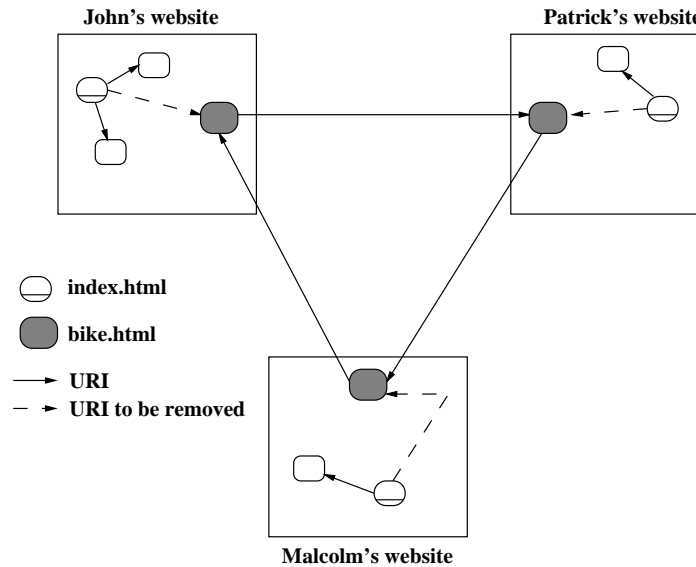 John's website
Patrick's website
index.html
bike.html
URI
URI to be removed
Malcolm's website